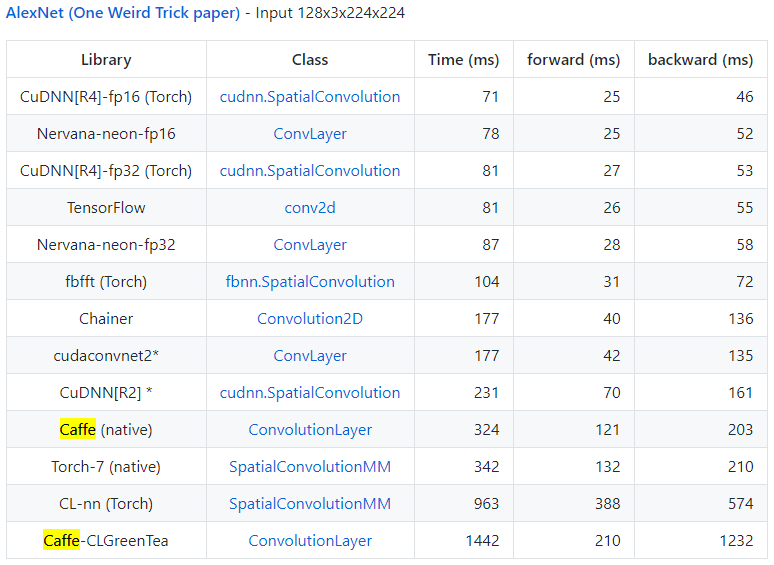 AlexNet (One Weird Trick paper) - Input 128x3x224x224
Library Class Time (ms) forward (ms) backward (ms)
CuDNN[R4]-fp16 (Torch) cudnn.SpatialConvolution 71 25 46
Nervana-neon-fp16 ConvLayer 78 25 52
CuDNN[R4]-fp32 (Torch) cudnn.SpatialConvolution 81 27 53
TensorFlow conv2d 81 26 55
Nervana-neon-fp32 ConvLayer 87 28 58
fbfft (Torch) fbnn.SpatialConvolution 104 31 72
Chainer Convolution2D 177 40 136
cudaconvnet2* ConvLayer 177 42 135
CuDNN[R2] * cudnn.SpatialConvolution 231 70 161
Caffe (native) ConvolutionLayer 324 121 203
Torch-7 (native) SpatialConvolutionMM 342 132 210
CL-nn (Torch) SpatialConvolutionMM 963 388 574
Caffe-CLGreenTea ConvolutionLayer 1442 210 1232